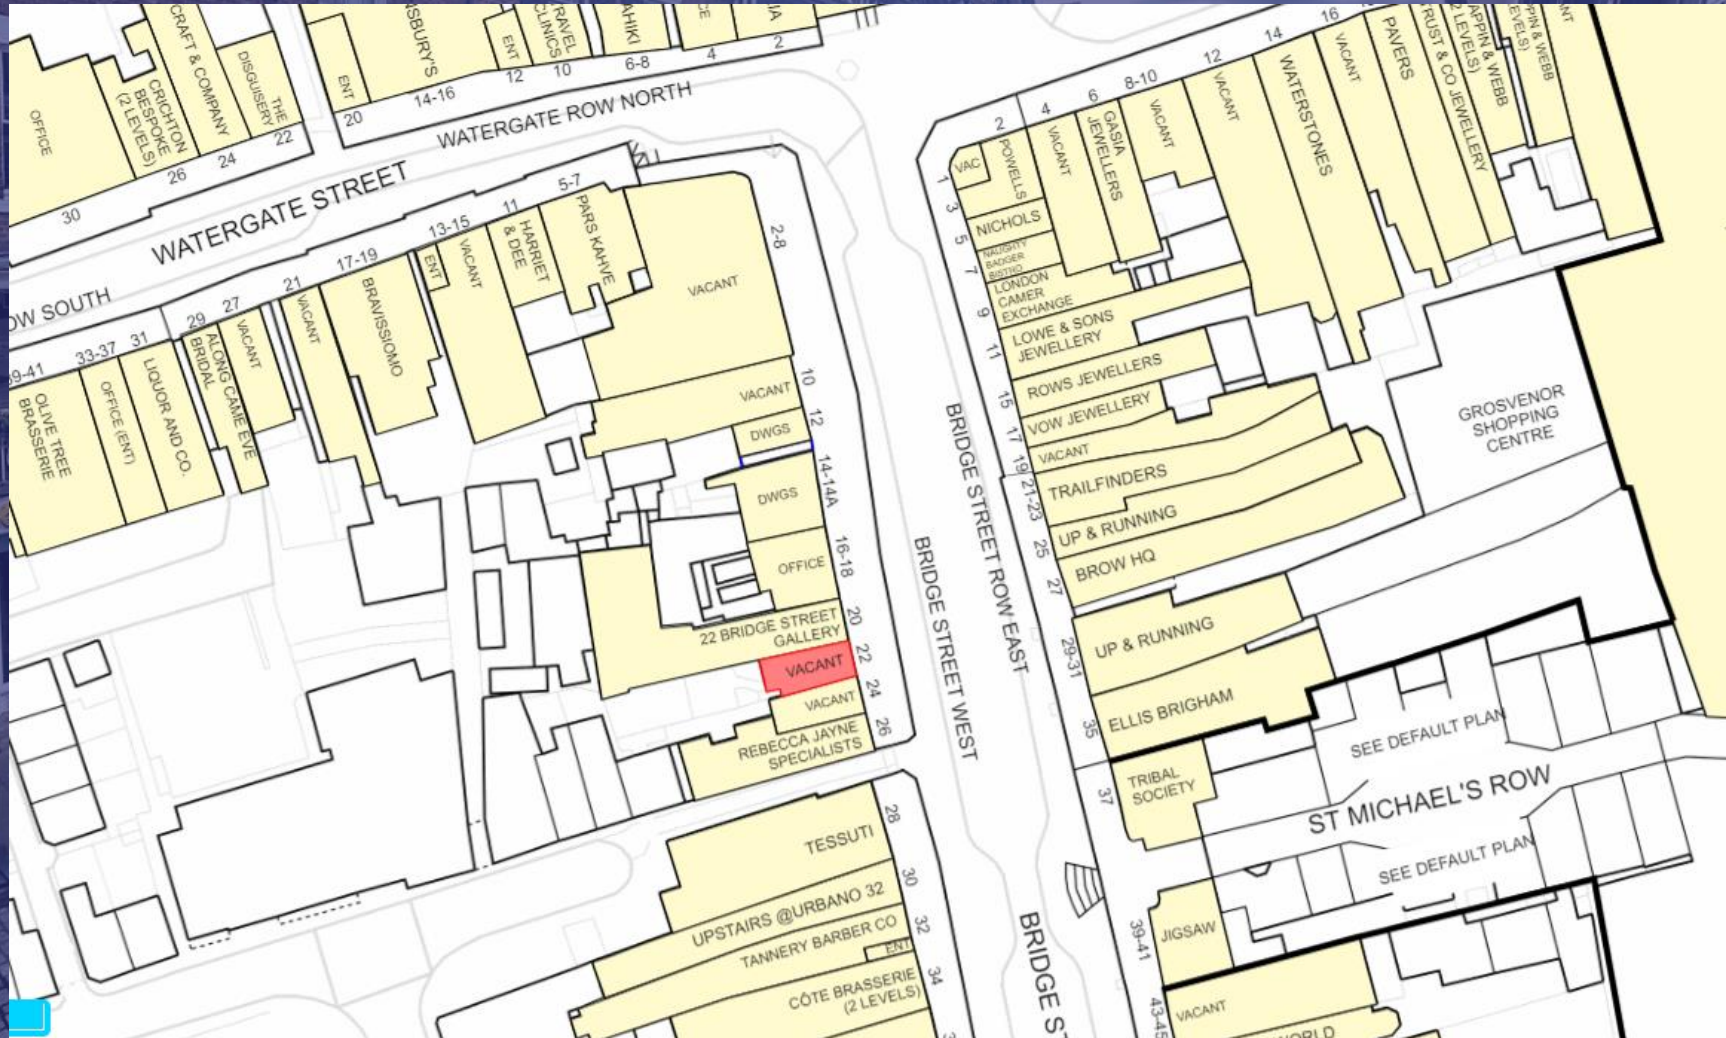 CRAFT & COMPANY
DISGUISERY
THE
CRICHTON
BESPOKE
(2 LEVELS)
OFFICE
30
26
24
22
ENT
20
14-16
ENT
12
10
6-8
4
2
WATERGATE ROW NORTH
WATERGATE STREET
33-37
31
29
27
21
17-19
13-15
11
5-7
OLIVE TREE
BRASSERIE
OFFICE (ENT)
LIQUOR AND CO.
ALONG CAME EVE
BRIDAL
VACANT
VACANT
BRAVISSIOMO
ENT
VACANT
HARRIET
& DEE
PARS KAHVE
VACANT
2-8
VACANT
10
DWGS
12
DWGS
14-14A
OFFICE
16-18
22 BRIDGE STREET
GALLERY
20
VACANT
22
VACANT
24
REBECCA JAYNE
SPECIALISTS
26
TESSUTI
28
UPSTAIRS @URBANO 32
30
TANNERY BARBER CO
32
ENT
CÔTE BRASSERIE
(2 LEVELS)
34
BRIDGE STREET WEST
BRIDGE STREET ROW EAST
BRIDGE ST
2
4
6
8-10
12
14
16
VAC
POWELLS
VACANT
GASIA
JEWELLERS
VACANT
VACANT
WATERSTONES
VACANT
PAVERS
1
3
NICHOLS
5
NAUGHTY
BADGER
BISTRO
7
LONDON
CAMER
EXCHANGE
9
LOWE & SONS
JEWELLERY
11
ROWS JEWELLERS
15
VOW JEWELLERY
17
VACANT
19
TRAILFINDERS
21-23
UP & RUNNING
25
BROW HQ
27
UP & RUNNING
29-31
ELLIS BRIGHAM
35
GROSVENOR
SHOPPING
CENTRE
TRIBAL
SOCIETY
37
SEE DEFAULT PLAN
ST MICHAEL'S ROW
SEE DEFAULT PLAN
JIGSAW
39-41
VACANT
43-45